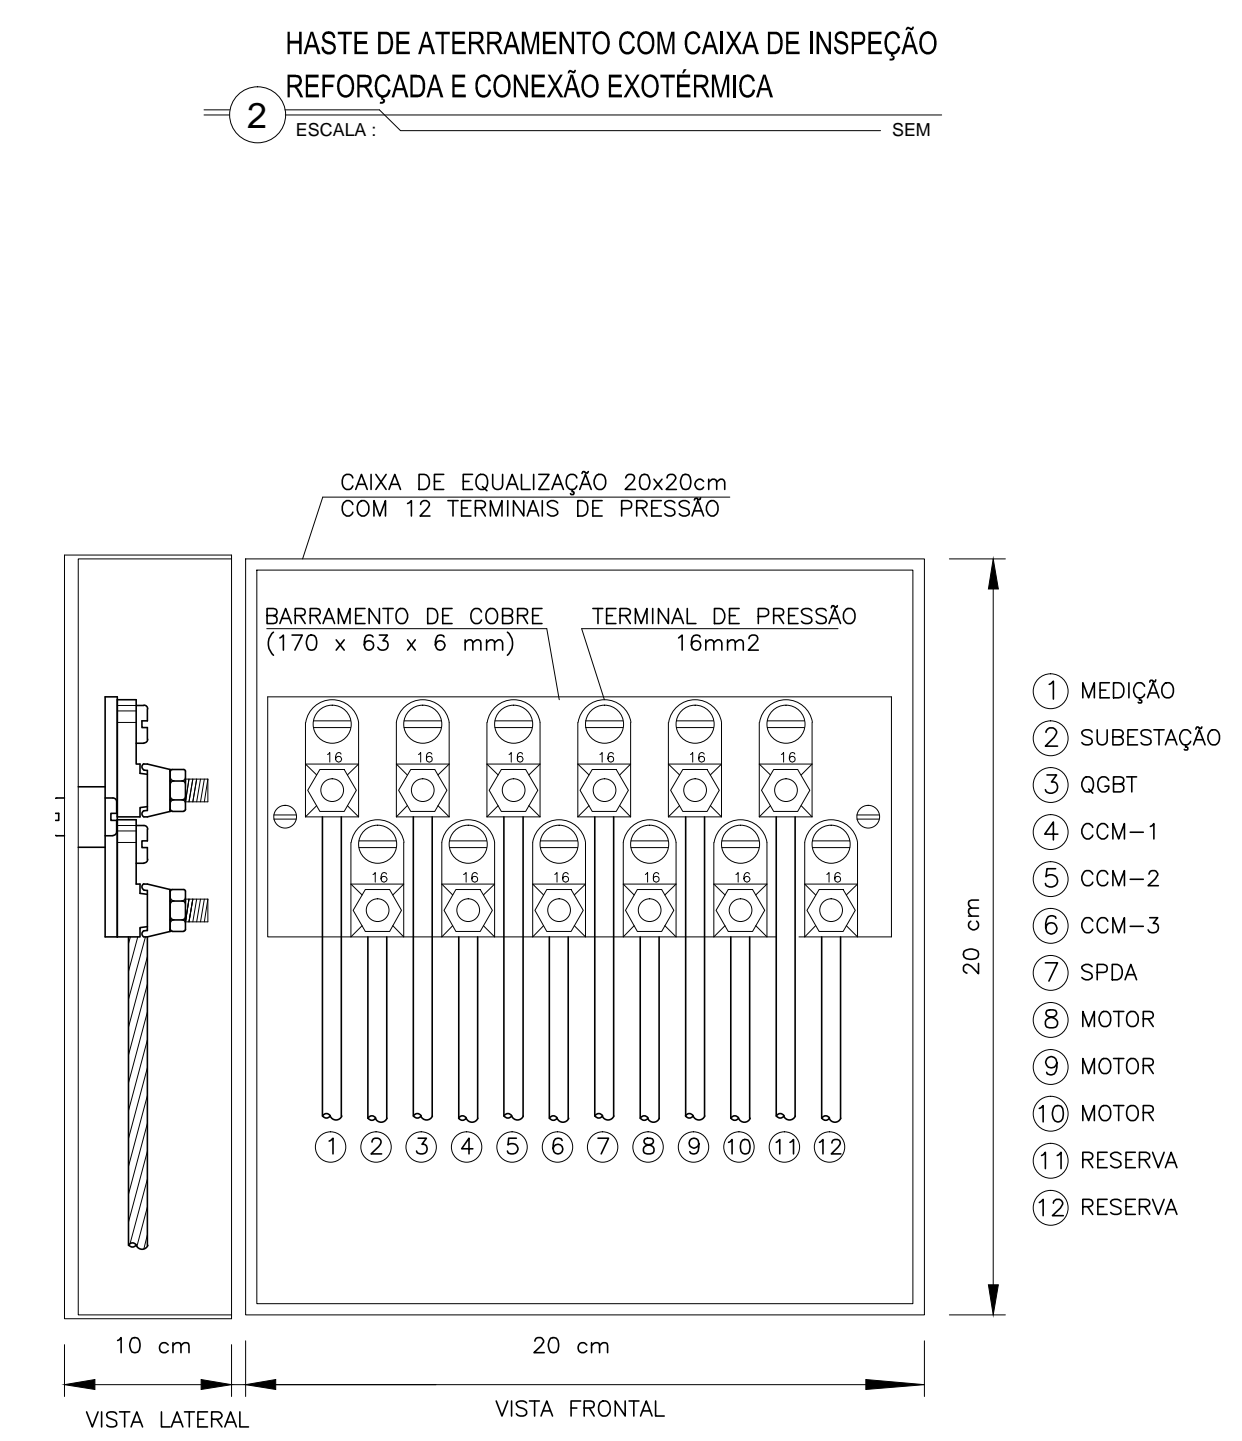 HASTE DE ATERRAMENTO COM CAIXA DE INSPEÇÃO
REFORÇADA E CONEXÃO EXOTÉRMICA
2
ESCALA : SEM
CAIXA DE EQUALIZAÇÃO 20x20cm
COM 12 TERMINAIS DE PRESSÃO
BARRAMENTO DE COBRE
(170 x 63 x 6 mm)
TERMINAL DE PRESSÃO
16mm2
16 16 16 16 16 16
16 16 16 16 16 16
1 2 3 4 5 6 7 8 9 10 11 12
20 cm
1 MEDIÇÃO
2 SUBESTAÇÃO
3 QGBT
4 CCM-1
5 CCM-2
6 CCM-3
7 SPDA
8 MOTOR
9 MOTOR
10 MOTOR
11 RESERVA
12 RESERVA
10 cm
20 cm
VISTA LATERAL
VISTA FRONTAL